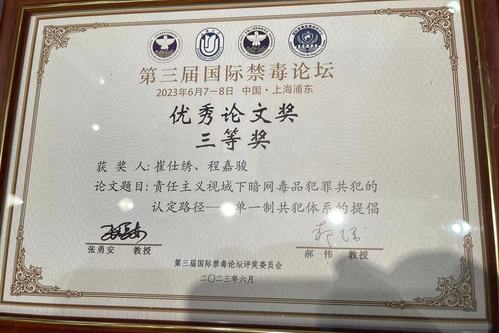 第三届国际禁毒论坛
2023年6月7-8日 中国·上海浦东
优秀论文奖
三等奖
获奖人:崔仕绣、程嘉骏
论文题目:责任主义视域下暗网毒品犯罪共犯的
认定路径——单一制共犯体系的提倡
张勇安 教授
郝伟 教授
第三届国际禁毒论坛评奖委员会
二〇二三年六月